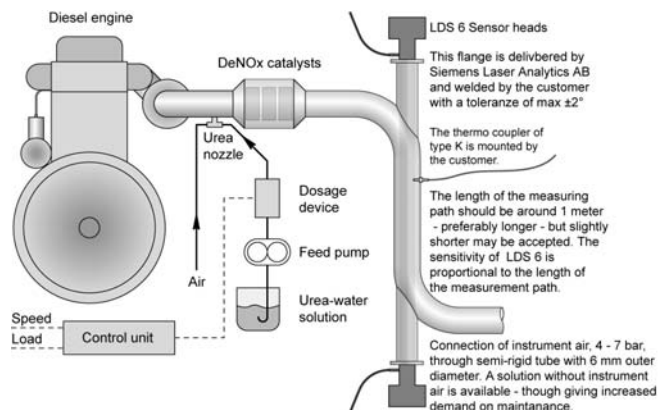 Diesel engine
DeNOx catalysts
Urea
nozzle
Dosage
device
Feed pump
Air
Urea-water
solution
Speed
Load
Control unit
LDS 6 Sensor heads
This flange is delivbered by
Siemens Laser Analytics AB
and welded by the customer
with a toleranze of max ±2°
The thermo coupler of
type K is mounted by
the customer.
The length of the measuring
path should be around 1 meter
- preferably longer - but slightly
shorter may be accepted. The
sensitivity of LDS 6 is
proportional to the length of
the measurement path.
Connection of instrument air, 4 - 7 bar,
through semi-rigid tube with 6 mm outer
diameter. A solution without instrument
air is available - though giving increased
demand on maintanance.